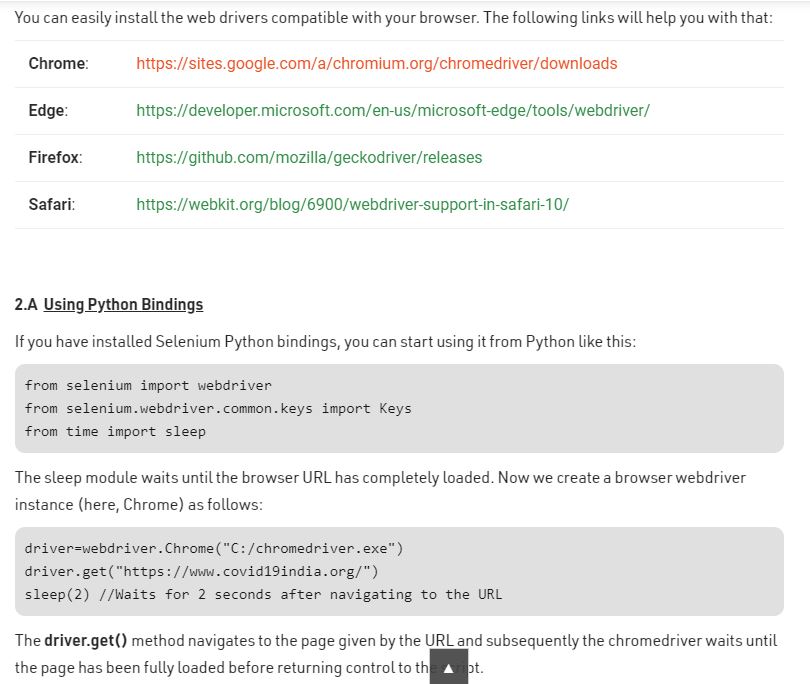 You can easily install the web drivers compatible with your browser. The following links will help you with that:
Chrome: https://sites.google.com/a/chromium.org/chromedriver/downloads
Edge: https://developer.microsoft.com/en-us/microsoft-edge/tools/webdriver/
Firefox: https://github.com/mozilla/geckodriver/releases
Safari: https://webkit.org/blog/6900/webdriver-support-in-safari-10/
2.A Using Python Bindings
If you have installed Selenium Python bindings, you can start using it from Python like this:
from selenium import webdriver
from selenium.webdriver.common.keys import Keys
from time import sleep
The sleep module waits until the browser URL has completely loaded. Now we create a browser webdriver
instance (here, Chrome) as follows:
driver=webdriver.Chrome("C:/chromedriver.exe")
driver.get("https://www.covid19india.org/")
sleep(2) //Waits for 2 seconds after navigating to the URL
The driver.get() method navigates to the page given by the URL and subsequently the chromedriver waits until
the page has been fully loaded before returning control to the